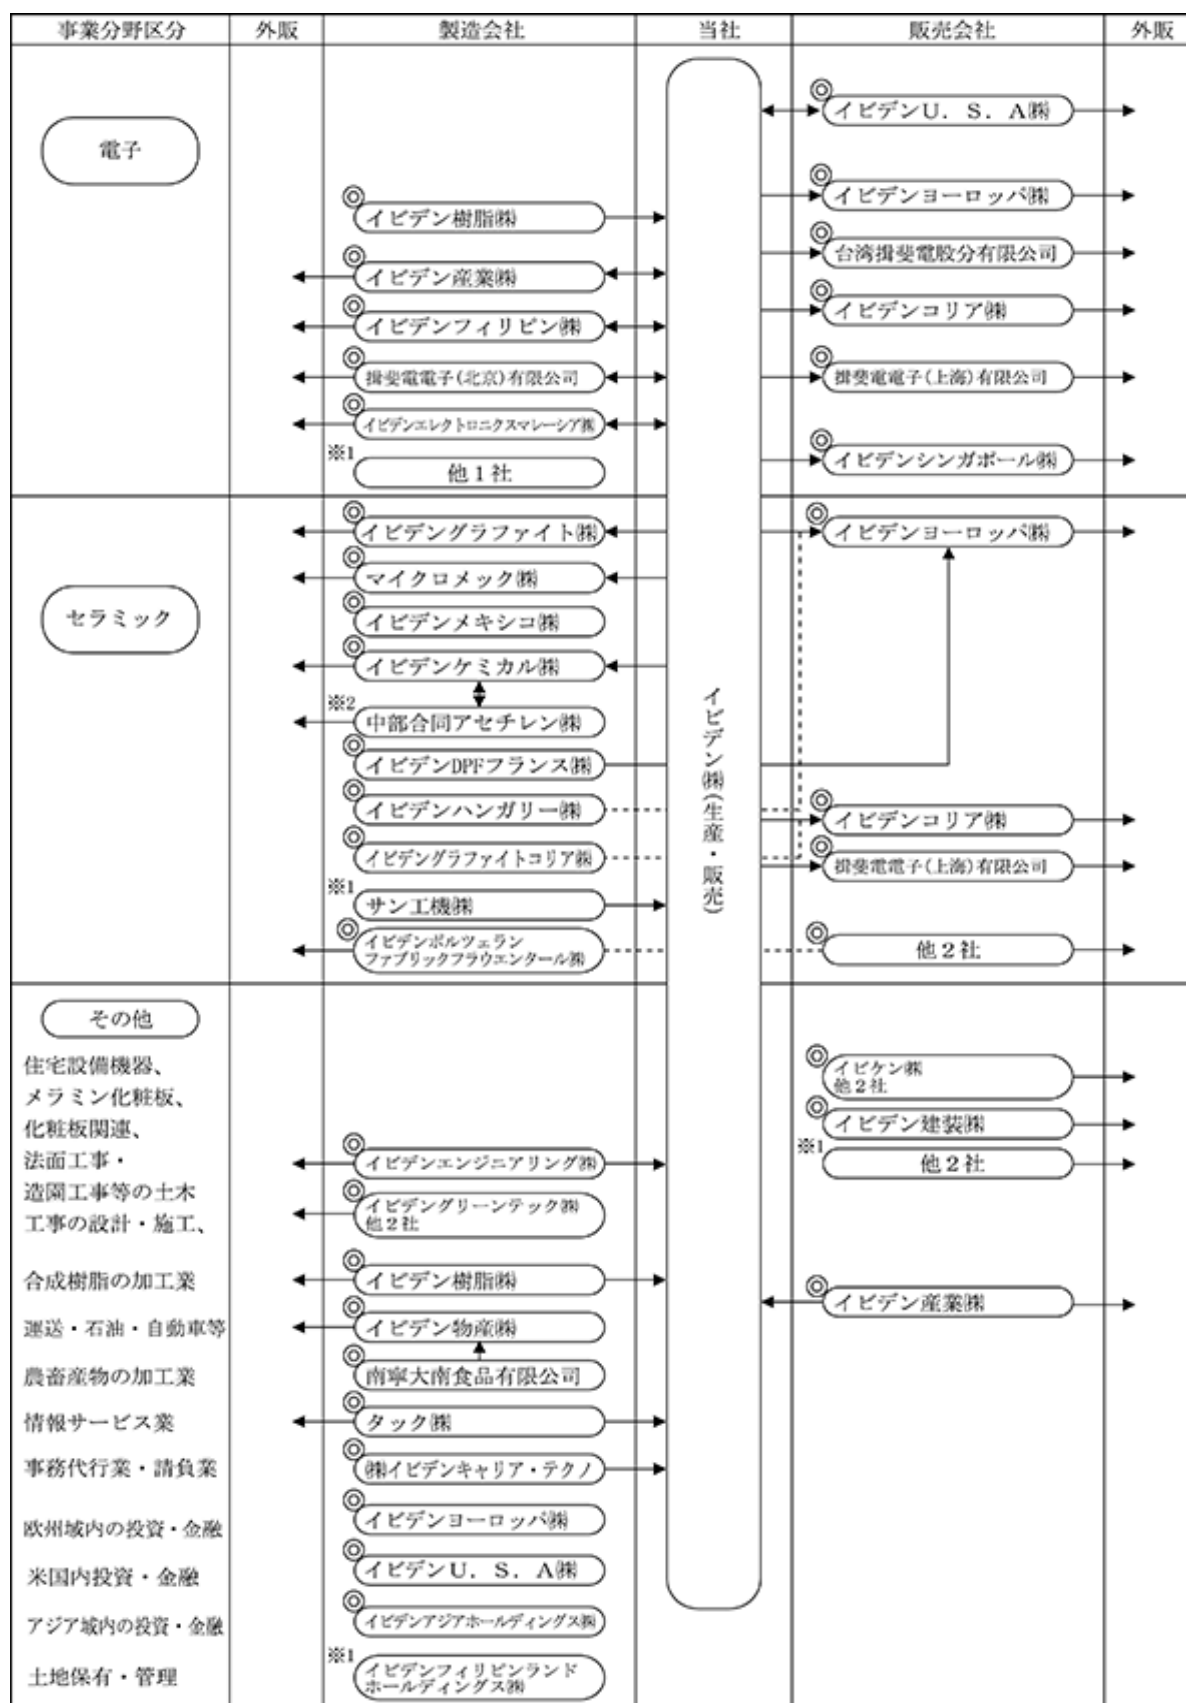 事業分野区分 外販 製造会社 当社 販売会社 外販
電子
イビデン樹脂㈱
イビデン産業㈱
イビデンフィリピン㈱
揖斐電電子(北京)有限公司
イビデンエレクトロニクスマレーシア㈱
※1
他1社
イビデンU.S.A㈱
イビデンヨーロッパ㈱
台湾揖斐電股分有限公司
イビデンコリア㈱
揖斐電電子(上海)有限公司
イビデンシンガポール㈱
セラミック
イビデングラファイト㈱
マイクロメック㈱
イビデンメキシコ㈱
イビデンケミカル㈱
※2
中部合同アセチレン㈱
イビデンDPFフランス㈱
イビデンハンガリー㈱
イビデングラファイトコリア㈱
※1
サン工機㈱
イビデンポルツェラン
ファブリックフラウエンタール㈱
イビデン㈱(生産・販売)
イビデンヨーロッパ㈱
イビデンコリア㈱
揖斐電電子(上海)有限公司
他2社
その他
住宅設備機器、
メラミン化粧板、
化粧板関連、
法面工事・
造園工事等の土木
工事の設計・施工、
合成樹脂の加工業
運送・石油・自動車等
農畜産物の加工業
情報サービス業
事務代行業・請負業
欧州域内の投資・金融
米国内投資・金融
アジア域内の投資・金融
土地保有・管理
イビデンエンジニアリング㈱
イビデングリーンテック㈱
他2社
イビデン樹脂㈱
イビデン物産㈱
南寧大南食品有限公司
タック㈱
㈱イビデンキャリア・テクノ
イビデンヨーロッパ㈱
イビデンU.S.A㈱
イビデンアジアホールディングス㈱
※1
イビデンフィリピンランド
ホールディングス㈱
イビケン㈱
他2社
イビデン建装㈱
※1
他2社
イビデン産業㈱